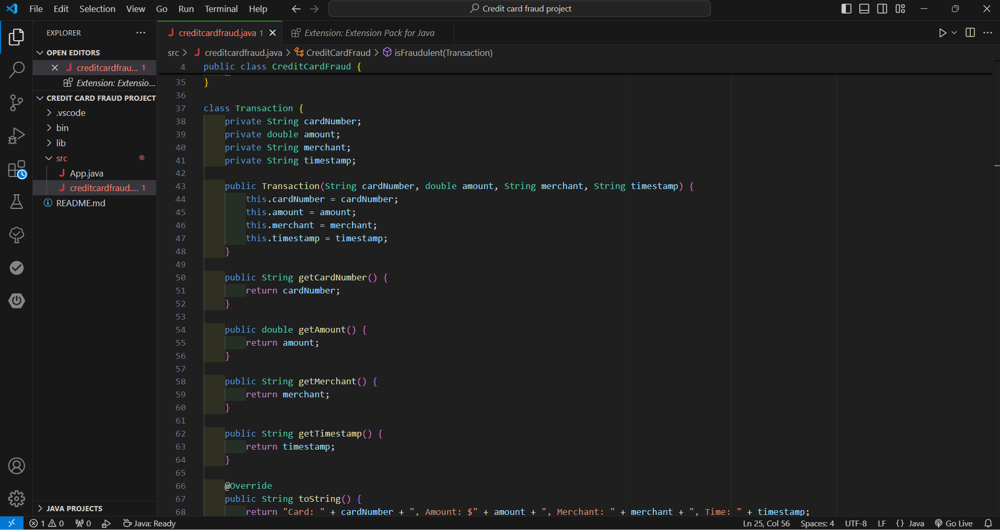 File Edit Selection View Go Run Terminal Help
Credit card fraud project
EXPLORER
OPEN EDITORS
creditcardfrau... 1
Extension: Extensio...
CREDIT CARD FRAUD PROJECT
.vscode
bin
lib
src
App.java
creditcardfraud.... 1
README.md
JAVA PROJECTS
creditcardfraud.java 1
Extension: Extension Pack for Java
src > creditcardfraud.java > CreditCardFraud > isFraudulent(Transaction)
4 public class CreditCardFraud {
35 }
36
37 class Transaction {
38 private String cardNumber;
39 private double amount;
40 private String merchant;
41 private String timestamp;
42
43 public Transaction(String cardNumber, double amount, String merchant, String timestamp) {
44 this.cardNumber = cardNumber;
45 this.amount = amount;
46 this.merchant = merchant;
47 this.timestamp = timestamp;
48 }
49
50 public String getCardNumber() {
51 return cardNumber;
52 }
53
54 public double getAmount() {
55 return amount;
56 }
57
58 public String getMerchant() {
59 return merchant;
60 }
61
62 public String getTimestamp() {
63 return timestamp;
64 }
65
66 @Override
67 public String toString() {
68 return "Card: " + cardNumber + ", Amount: $" + amount + ", Merchant: " + merchant + ", Time: " + timestamp;
1 0 0 Java: Ready Ln 25, Col 56 Spaces: 4 UTF-8 LF {} Java Go Live